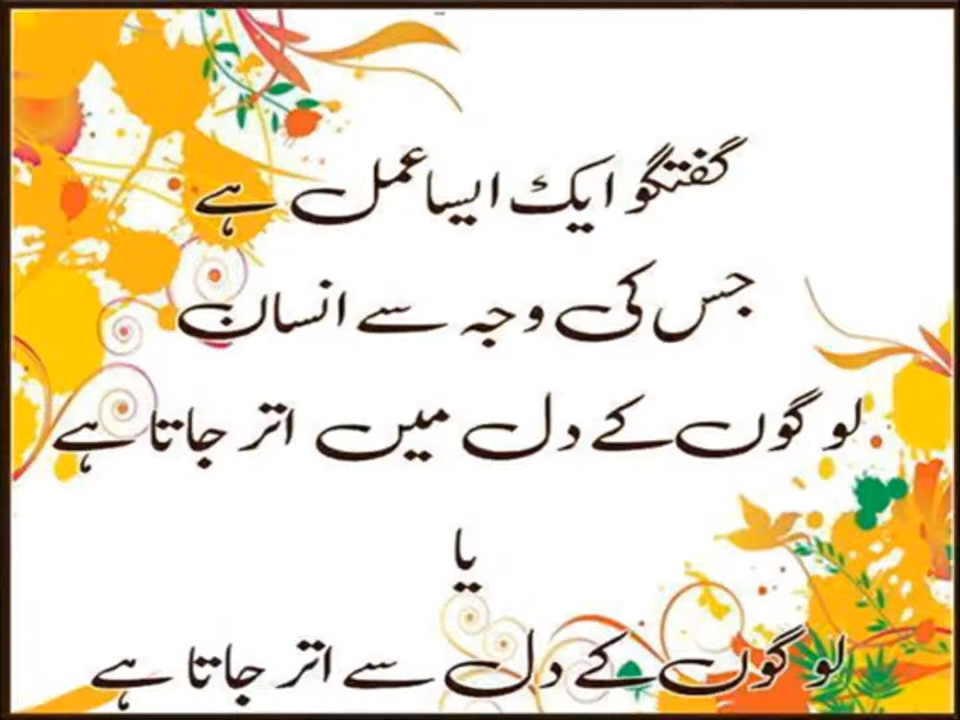 گفتگو ایک ایسا عمل ہے
جس کی وجہ سے انسان
لوگوں کے دل میں اتر جاتا ہے
یا
لوگوں کے دل سے اتر جاتا ہے